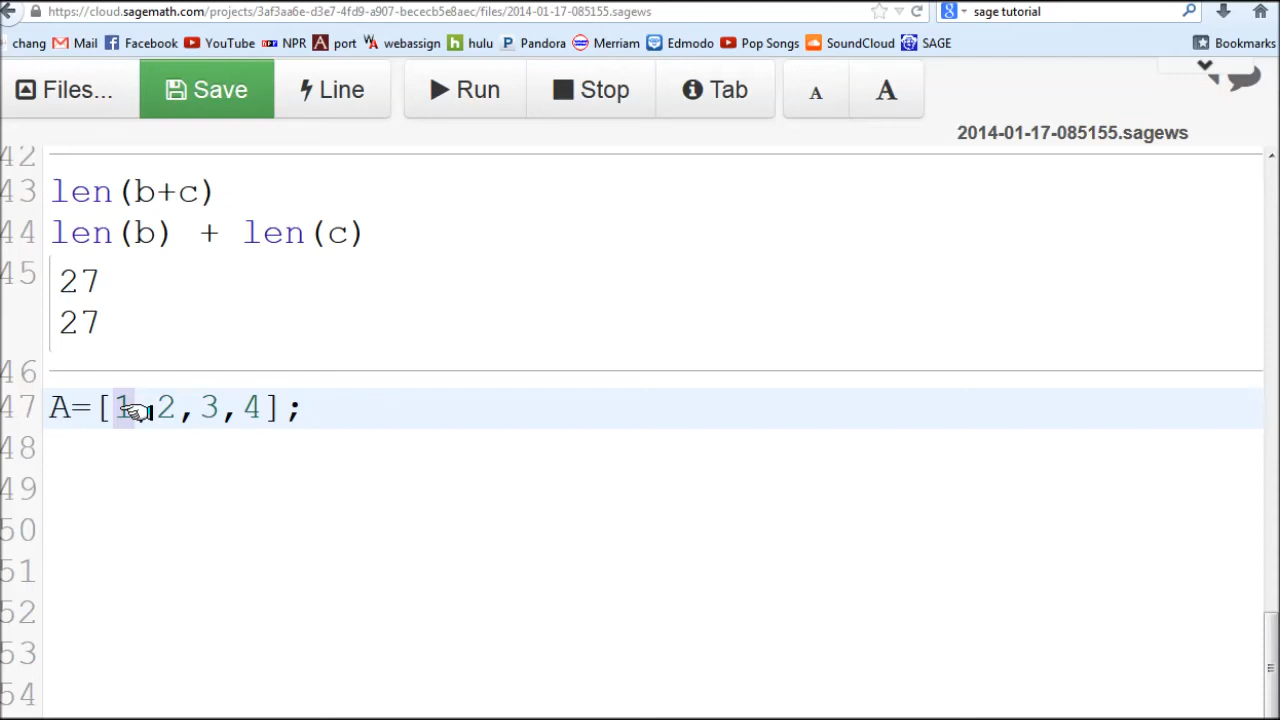 https://cloud.sagemath.com/projects/3af3aa6e-d3e7-4fd9-a907-bececb5e8aec/files/2014-01-17-085155.sagews
sage tutorial
chang Mail Facebook YouTube NPR port webassign hulu Pandora Merriam Edmodo Pop Songs SoundCloud SAGE Bookmarks
Files... Save Line Run Stop Tab A A
2014-01-17-085155.sagews
42
43 len(b+c)
44 len(b) + len(c)
45 27
27
46
47 A=[1,2,3,4];
48
49
50
51
52
53
54